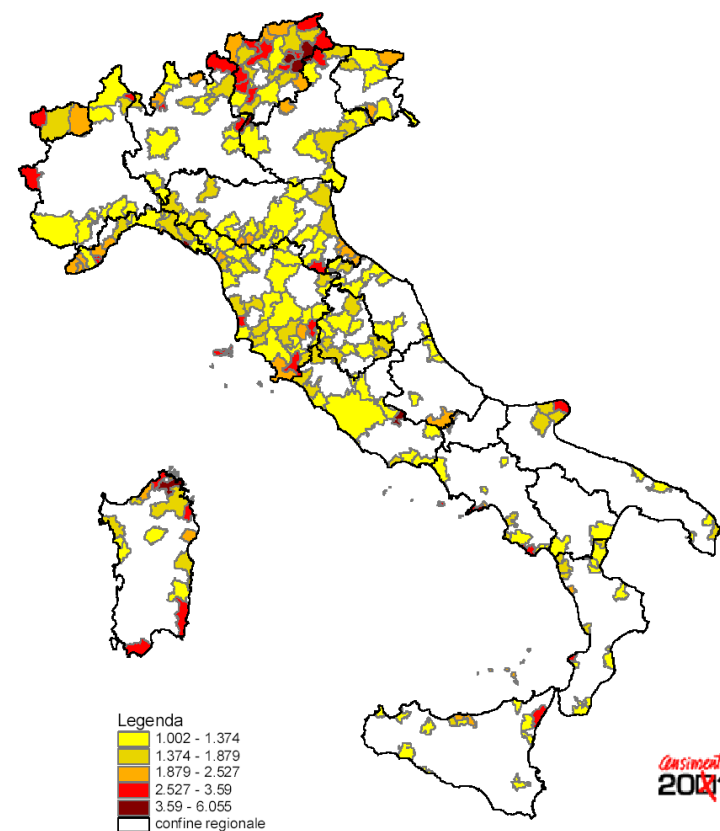 Legenda
1.002 - 1.374
1.374 - 1.879
1.879 - 2.527
2.527 - 3.59
3.59 - 6.055
confine regionale